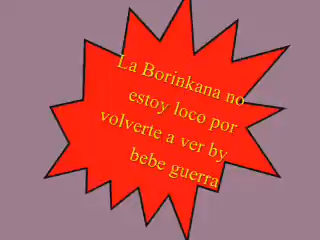 La Borinkana no
estoy loco por
volverte a ver by
bebe guerra